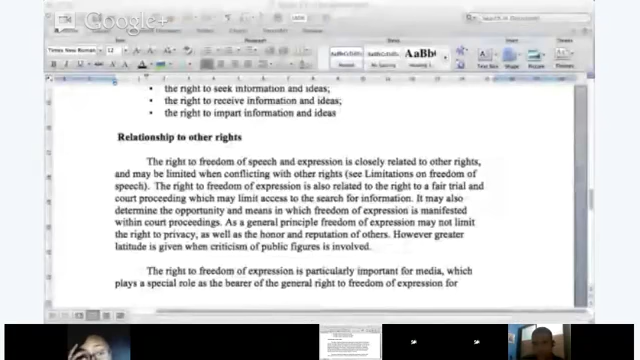 Google+
Times New Roman
12
AaBb
the right to seek information and ideas;
the right to receive information and ideas;
the right to impart information and ideas
Relationship to other rights
The right to freedom of speech and expression is closely related to other rights,
and may be limited when conflicting with other rights (see Limitations on freedom of
speech). The right to freedom of expression is also related to the right to a fair trial and
court proceeding which may limit access to the search for information. It may also
determine the opportunity and means in which freedom of expression is manifested
within court proceedings. As a general principle freedom of expression may not limit
the right to privacy, as well as the honor and reputation of others. However greater
latitude is given when criticism of public figures is involved.
The right to freedom of expression is particularly important for media, which
plays a special role as the bearer of the general right to freedom of expression for